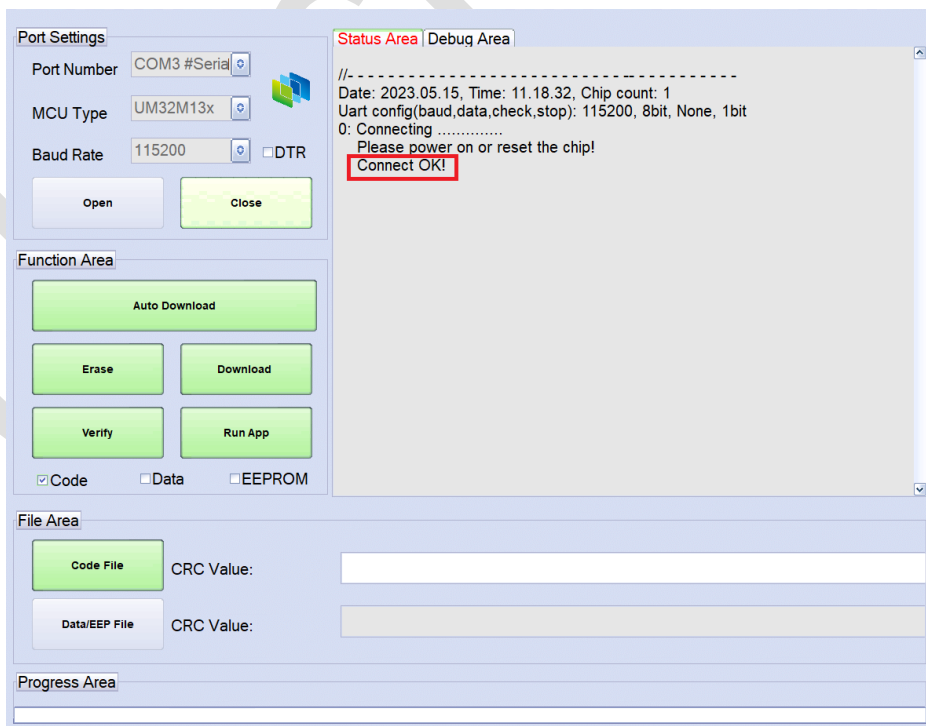 Port Settings
Port Number COM3 #Serial
MCU Type UM32M13x
Baud Rate 115200 DTR
Open Close
Function Area
Auto Download
Erase Download
Verify Run App
Code Data EEPROM
Status Area Debug Area
//- - - - - - - - - - - - - - - - - - - - - - - - - - - - - - - - - - - - - - -
Date: 2023.05.15, Time: 11.18.32, Chip count: 1
Uart config(baud,data,check,stop): 115200, 8bit, None, 1bit
0: Connecting ..............
Please power on or reset the chip!
Connect OK!
File Area
Code File CRC Value:
Data/EEP File CRC Value:
Progress Area